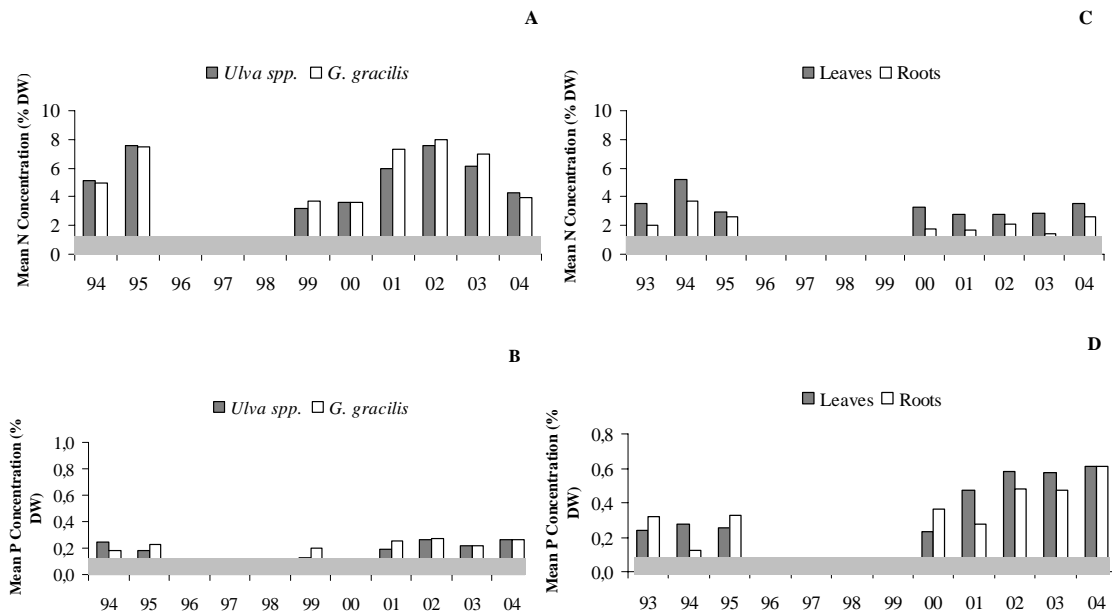 A
Ulva spp. G. gracilis
Mean N Concentration (% DW)
10
8
6
4
2
0
94 95 96 97 98 99 00 01 02 03 04
C
Leaves Roots
Mean N Concentration (% DW)
10
8
6
4
2
0
93 94 95 96 97 98 99 00 01 02 03 04
B
Ulva spp. G. gracilis
Mean P Concentration (%
DW)
1,0
0,8
0,6
0,4
0,2
0,0
94 95 96 97 98 99 00 01 02 03 04
D
Leaves Roots
Mean P Concentration (%
DW)
0,8
0,6
0,4
0,2
0,0
93 94 95 96 97 98 99 00 01 02 03 04